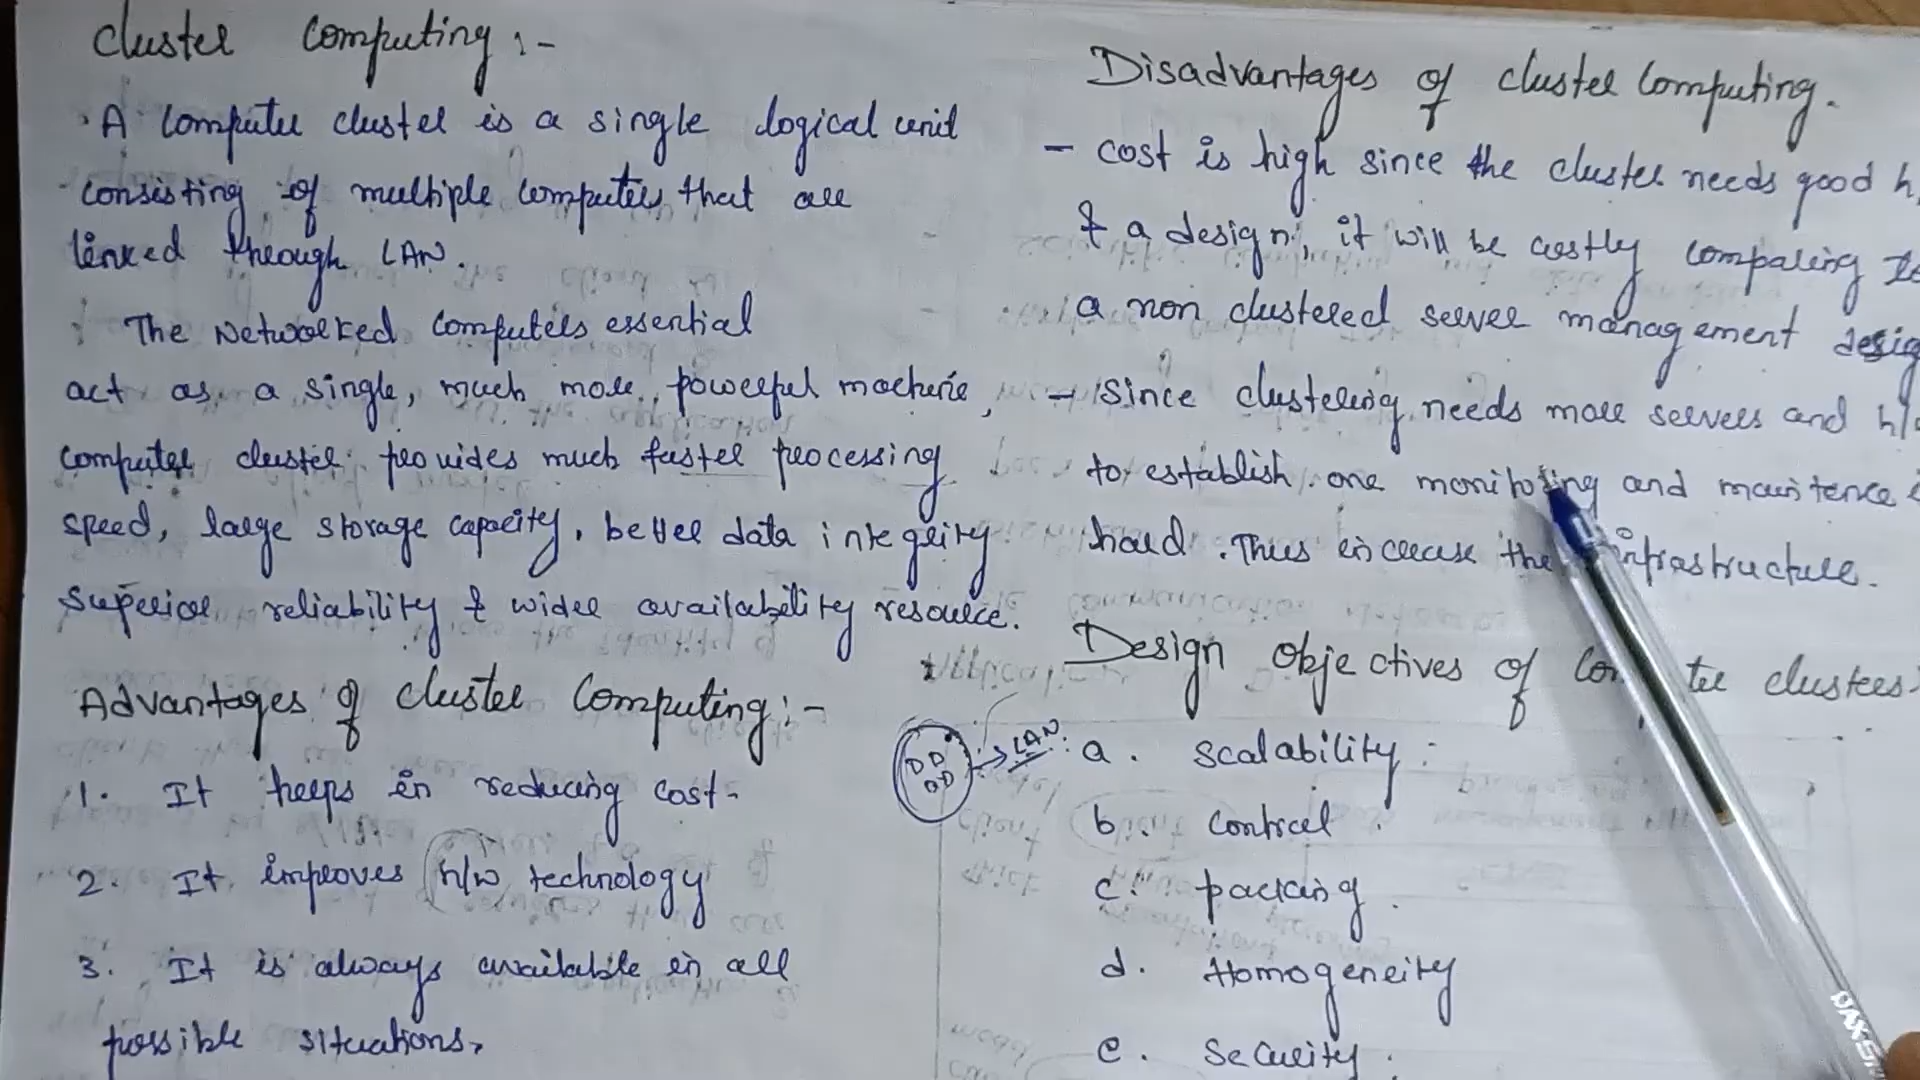 Cluster Computing :-
A Computer cluster is a single logical unit
consisting of multiple computers that are
linked through LAN.
The Networked computers essential
act as a single, much more powerful machine,
computer cluster provides much faster processing
speed, large storage capacity, better data integrity
superior reliability & wider availability resource.
Advantages of cluster Computing :-
1. It helps in reducing cost-
2. It improves h/w technology
3. It is always available in all
possible situations,
Disadvantages of cluster Computing.
- cost is high since the cluster needs good
& a design, it will be costly comparing to
a non clustered server management
- Since clustering needs more servers and
to establish one monitoring and maintence
hard. Thus increase the infrastructure.
Design Objectives of clusters
LAN
a. Scalability :
b. Control.
c. packing.
d. Homogeneity
e. Security.